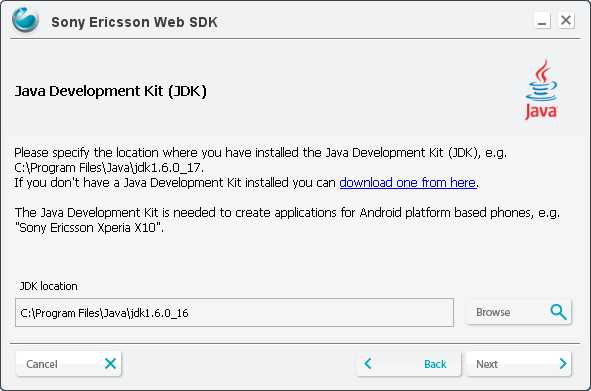 Sony Ericsson Web SDK
Java Development Kit (JDK)
Java
Please specify the location where you have installed the Java Development Kit (JDK), e.g.
C:\Program Files\Java\jdk1.6.0_17.
If you don't have a Java Development Kit installed you can download one from here.
The Java Development Kit is needed to create applications for Android platform based phones, e.g.
"Sony Ericsson Xperia X10".
JDK location
C:\Program Files\Java\jdk1.6.0_16
Browse
Cancel
Back
Next